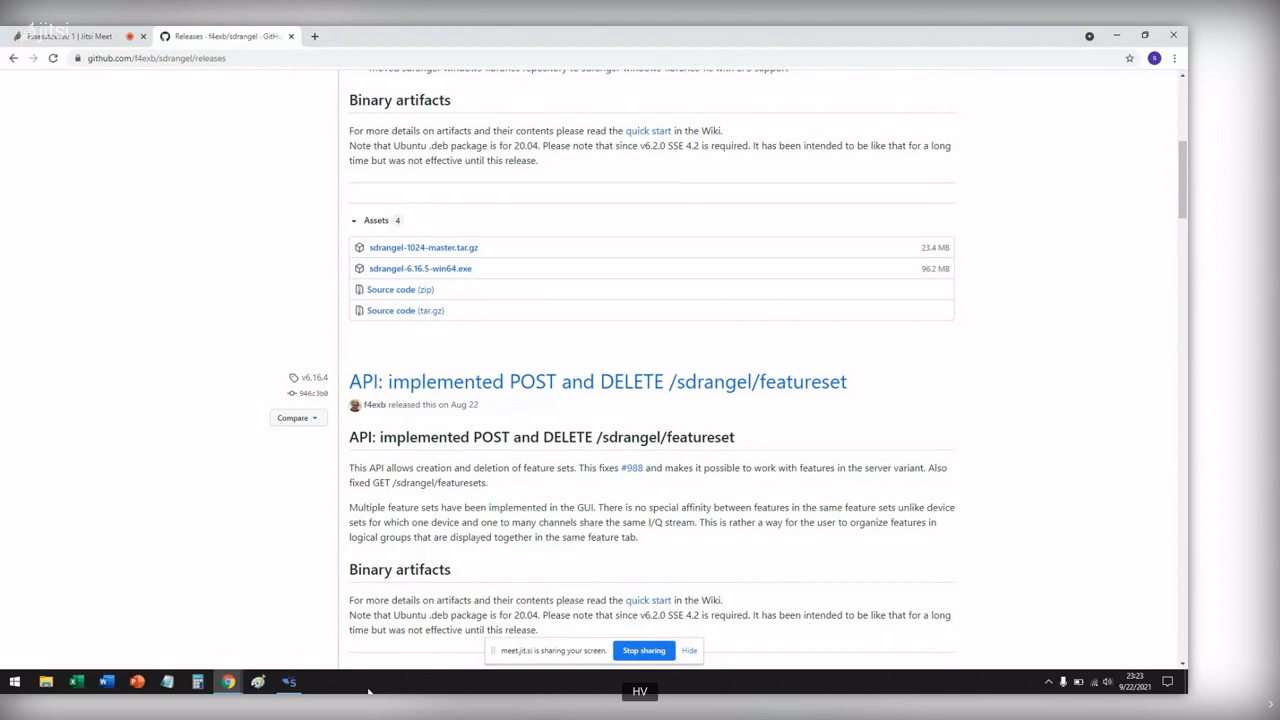 jitsi
1 | Jitsi Meet
Releases · f4exb/sdrangel · GitH
github.com/f4exb/sdrangel/releases
S
Binary artifacts
For more details on artifacts and their contents please read the quick start in the Wiki.
Note that Ubuntu .deb package is for 20.04. Please note that since v6.2.0 SSE 4.2 is required. It has been intended to be like that for a long
time but was not effective until this release.
Assets 4
sdrangel-1024-master.tar.gz 23.4 MB
sdrangel-6.16.5-win64.exe 96.2 MB
Source code (zip)
Source code (tar.gz)
v6.16.4
946c3b0
Compare
API: implemented POST and DELETE /sdrangel/featureset
f4exb released this on Aug 22
API: implemented POST and DELETE /sdrangel/featureset
This API allows creation and deletion of feature sets. This fixes #988 and makes it possible to work with features in the server variant. Also
fixed GET /sdrangel/featuresets.
Multiple feature sets have been implemented in the GUI. There is no special affinity between features in the same feature sets unlike device
sets for which one device and one to many channels share the same I/Q stream. This is rather a way for the user to organize features in
logical groups that are displayed together in the same feature tab.
Binary artifacts
For more details on artifacts and their contents please read the quick start in the Wiki.
Note that Ubuntu .deb package is for 20.04. Please note that since v6.2.0 SSE 4.2 is required. It has been intended to be like that for a long
time but was not effective until this release.
meet.jit.si is sharing your screen.
Stop sharing
Hide
23:23
9/22/2021
HV